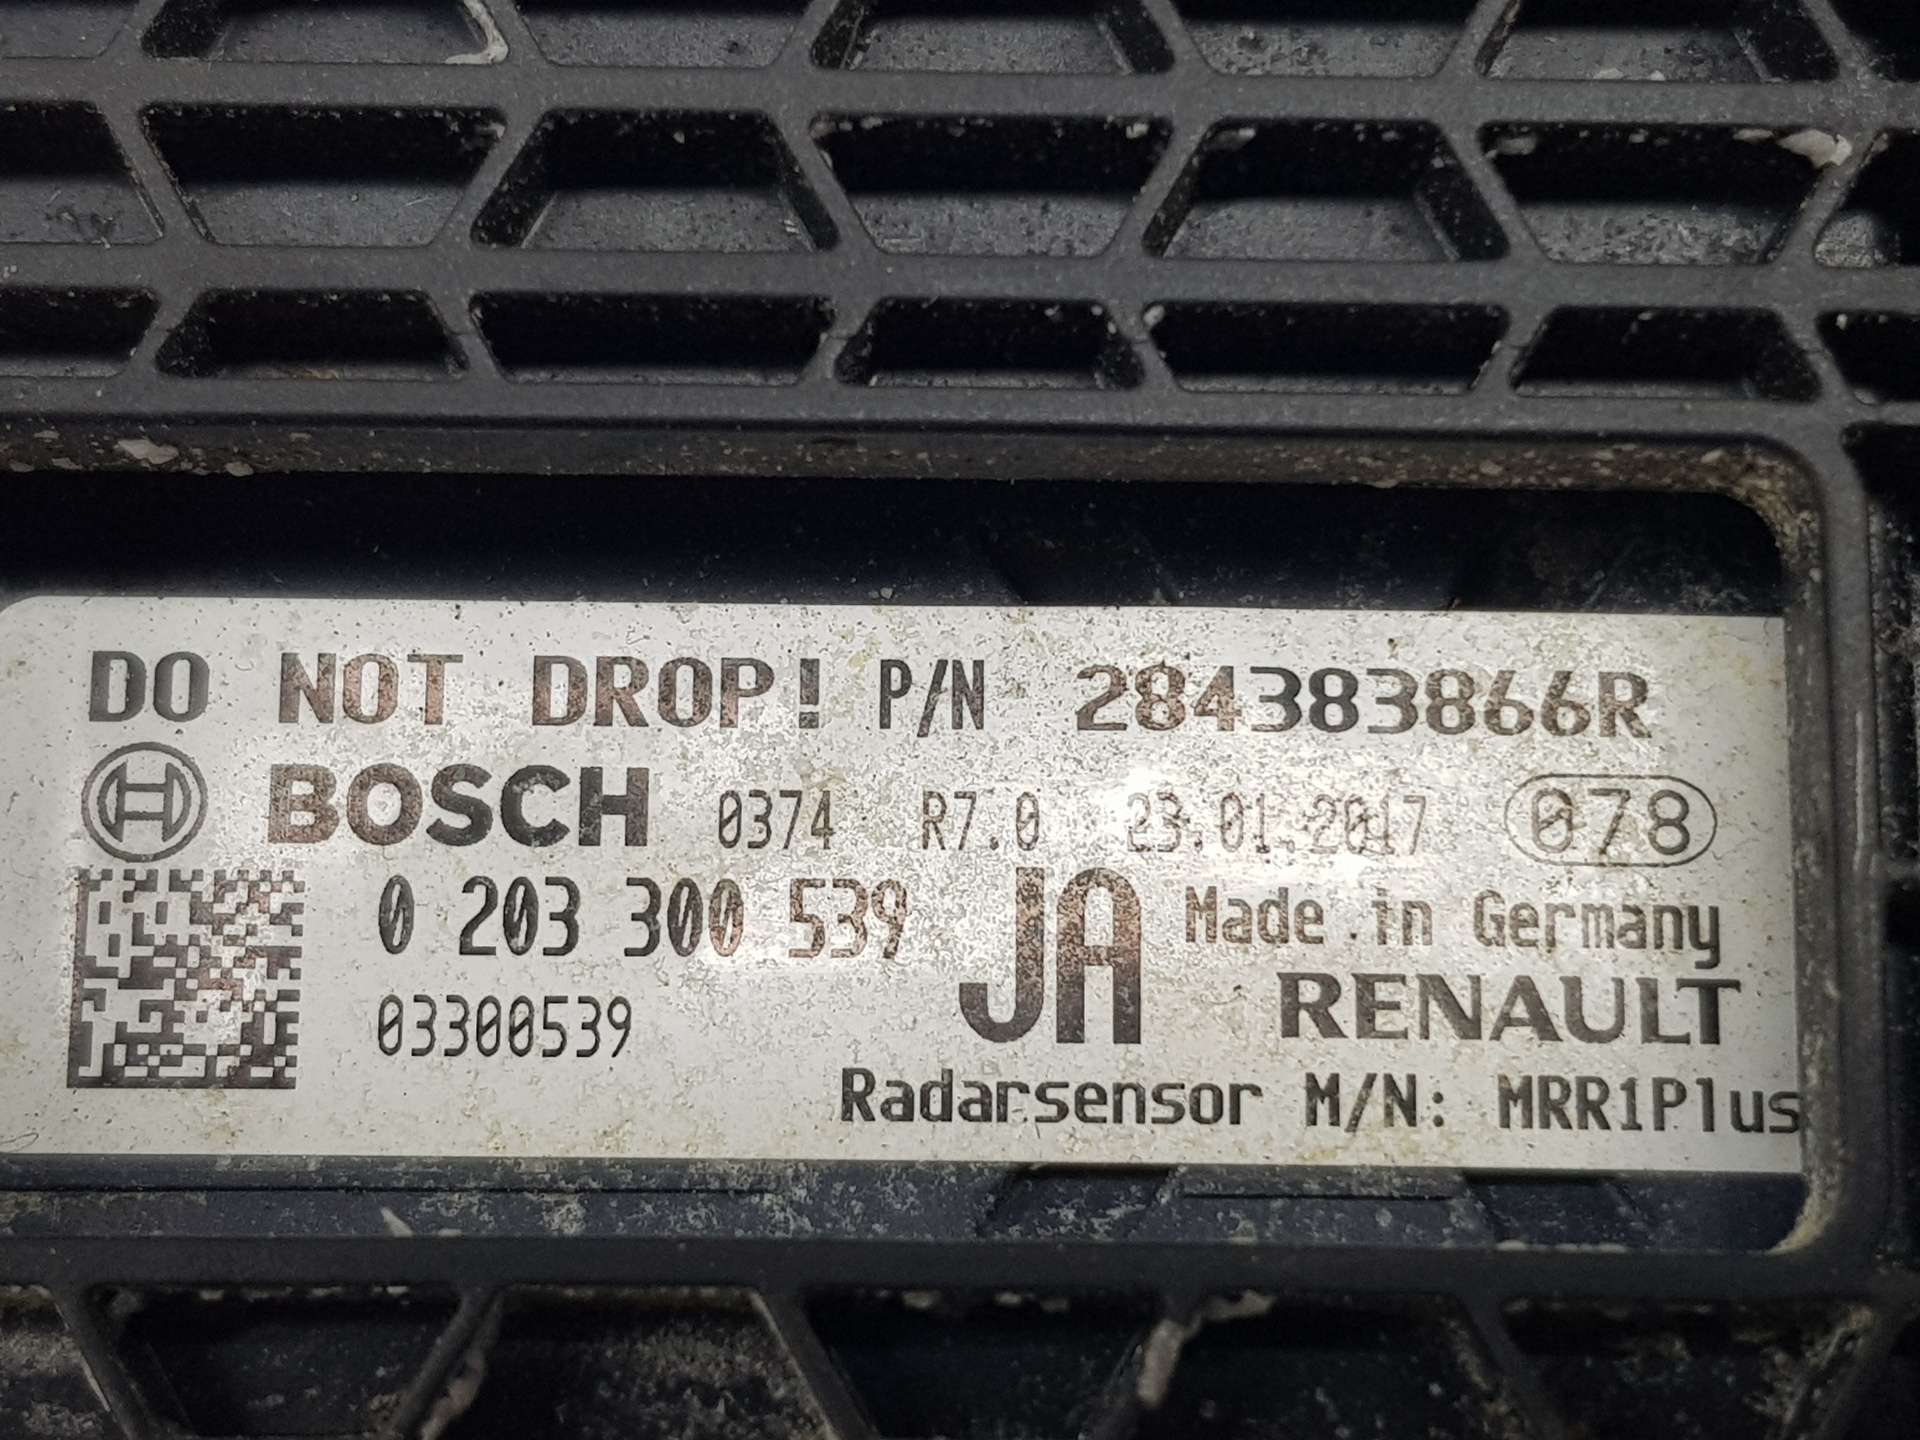 DO NOT DROP! P/N 284383866R
BOSCH 0374 R7.0 23.01.2017 078
0 203 300 539 JA Made in Germany
03300539 RENAULT
Radarsensor M/N: MRR1Plus